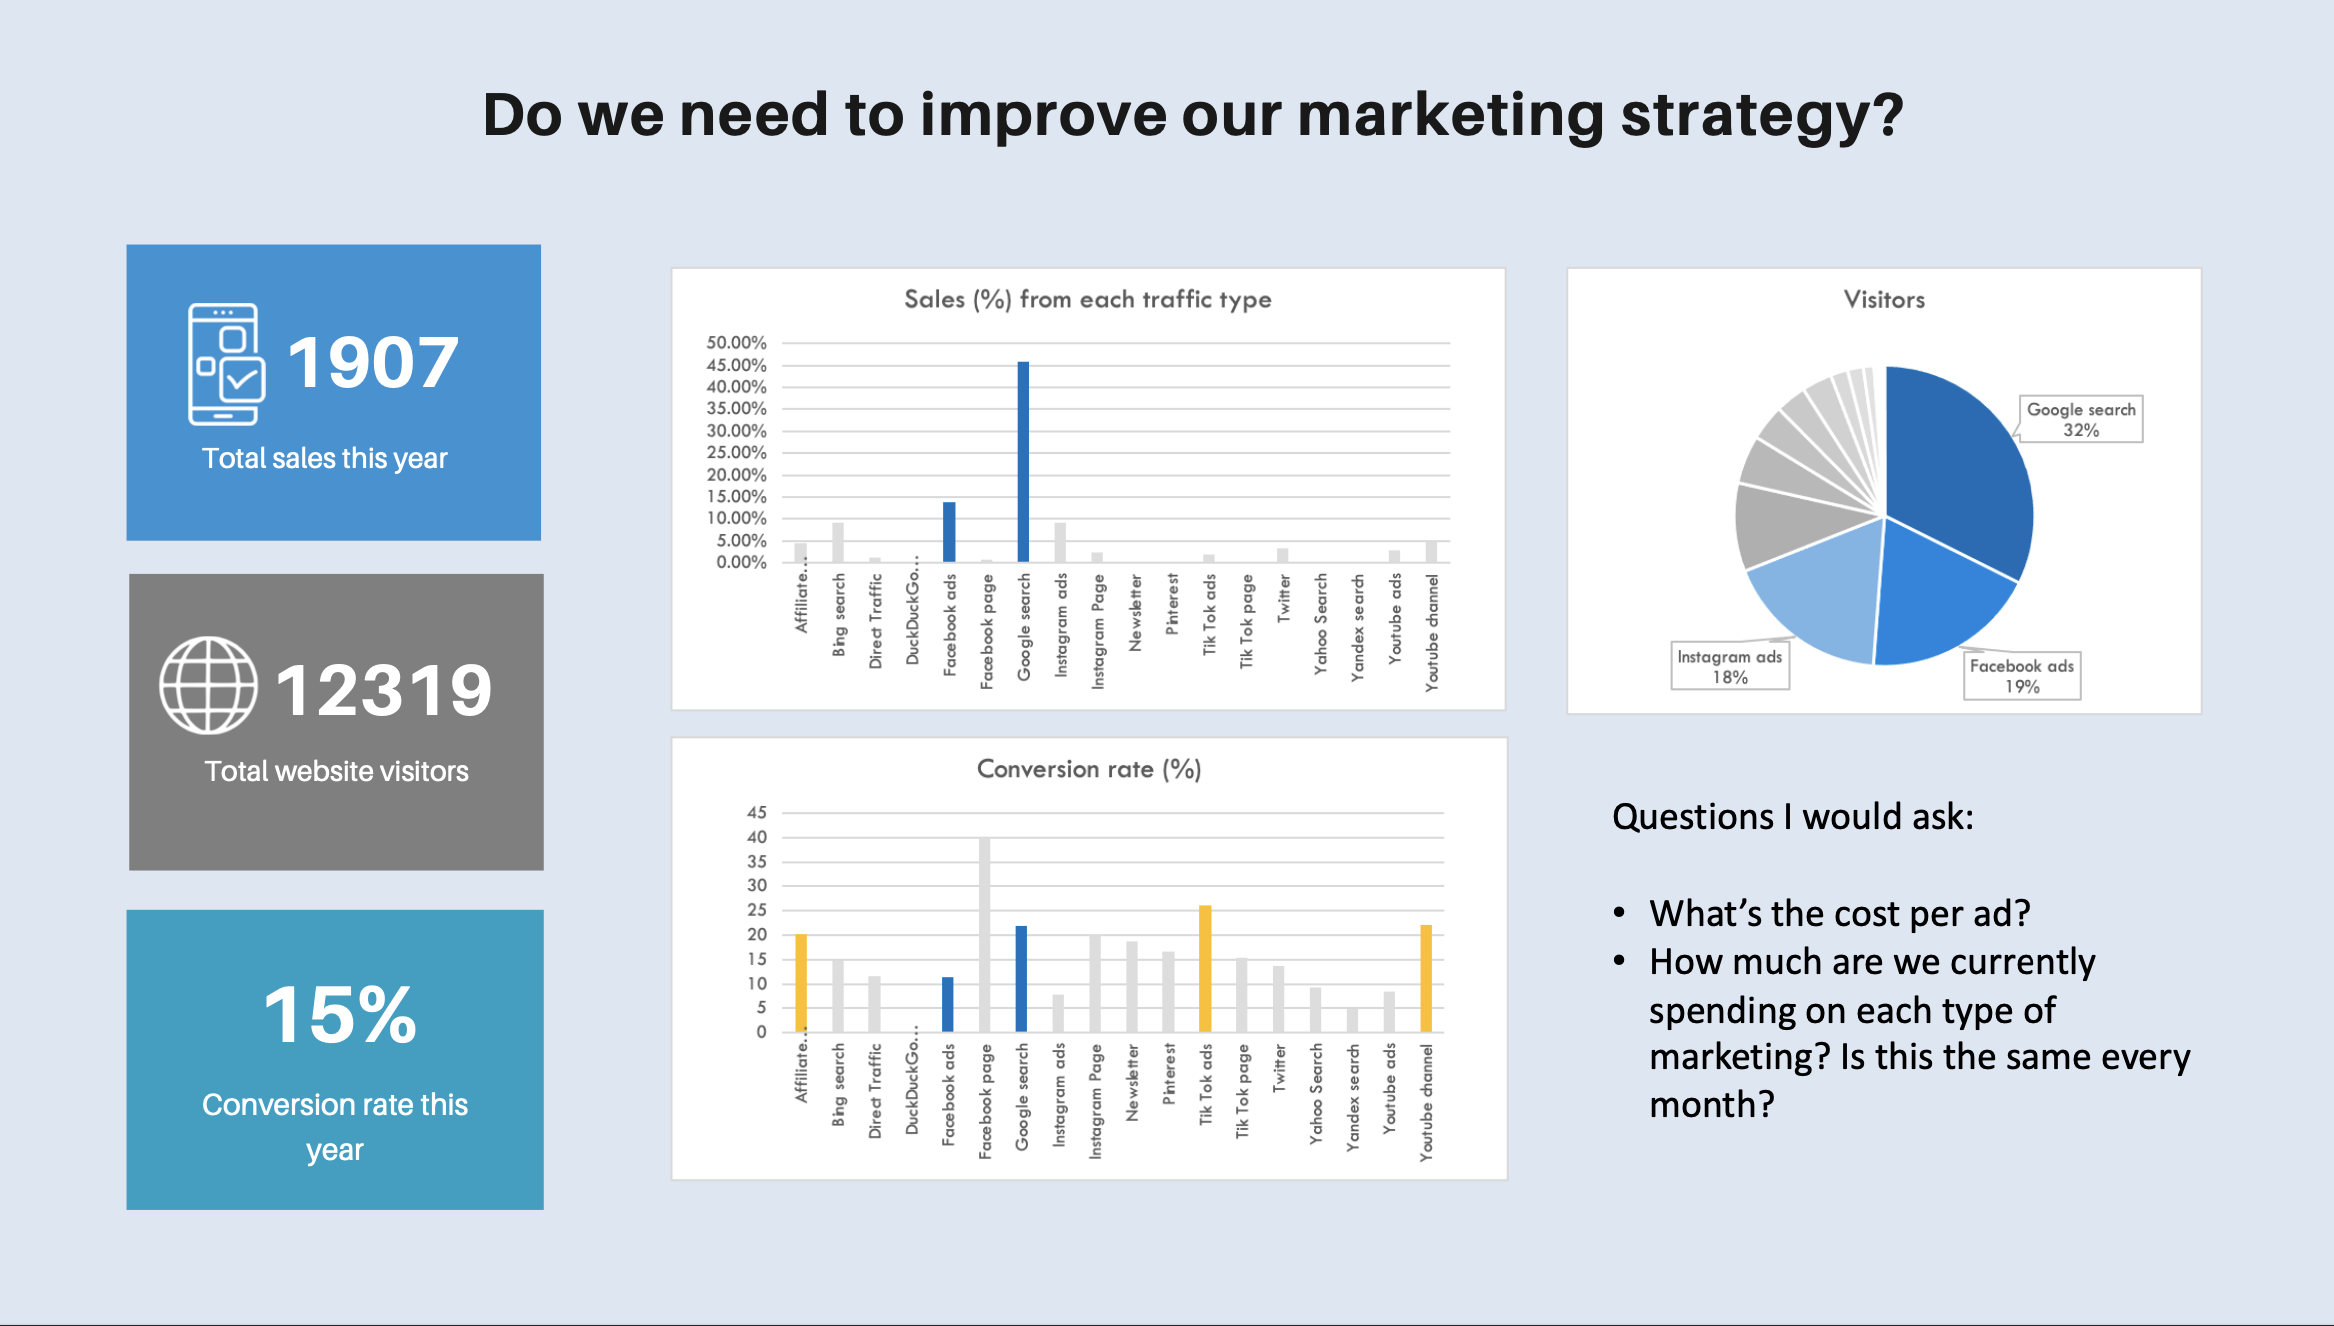 Do we need to improve our marketing strategy?
1907
Total sales this year
12319
Total website visitors
15%
Conversion rate this
year
Sales (%) from each traffic type
50.00%
45.00%
40.00%
35.00%
30.00%
25.00%
20.00%
15.00%
10.00%
5.00%
0.00%
Affiliate...
Bing search
Direct Traffic
DuckDuckGo...
Facebook ads
Facebook page
Google search
Instagram ads
Instagram Page
Newsletter
Pinterest
Tik Tok ads
Tik Tok page
Twitter
Yahoo Search
Yandex search
Youtube ads
Youtube channel
Conversion rate (%)
45
40
35
30
25
20
15
10
5
0
Affiliate...
Bing search
Direct Traffic
DuckDuckGo...
Facebook ads
Facebook page
Google search
Instagram ads
Instagram Page
Newsletter
Pinterest
Tik Tok ads
Tik Tok page
Twitter
Yahoo Search
Yandex search
Youtube ads
Youtube channel
Visitors
Google search
32%
Instagram ads
18%
Facebook ads
19%
Questions I would ask:
• What’s the cost per ad?
• How much are we currently
spending on each type of
marketing? Is this the same every
month?